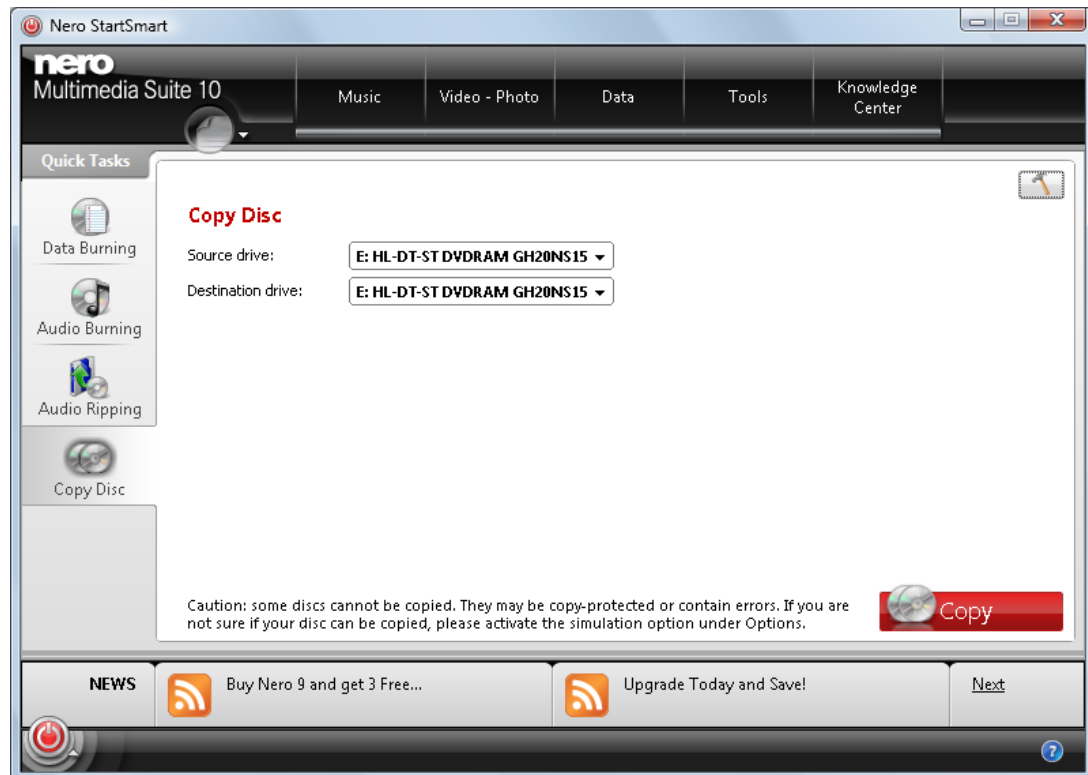 Nero StartSmart
nero
Multimedia Suite 10
Music
Video - Photo
Data
Tools
Knowledge
Center
Quick Tasks
Data Burning
Audio Burning
Audio Ripping
Copy Disc
Copy Disc
Source drive:
E: HL-DT-ST DVDRAM GH20NS15
Destination drive:
E: HL-DT-ST DVDRAM GH20NS15
Caution: some discs cannot be copied. They may be copy-protected or contain errors. If you are
not sure if your disc can be copied, please activate the simulation option under Options.
Copy
NEWS
Buy Nero 9 and get 3 Free...
Upgrade Today and Save!
Next
?